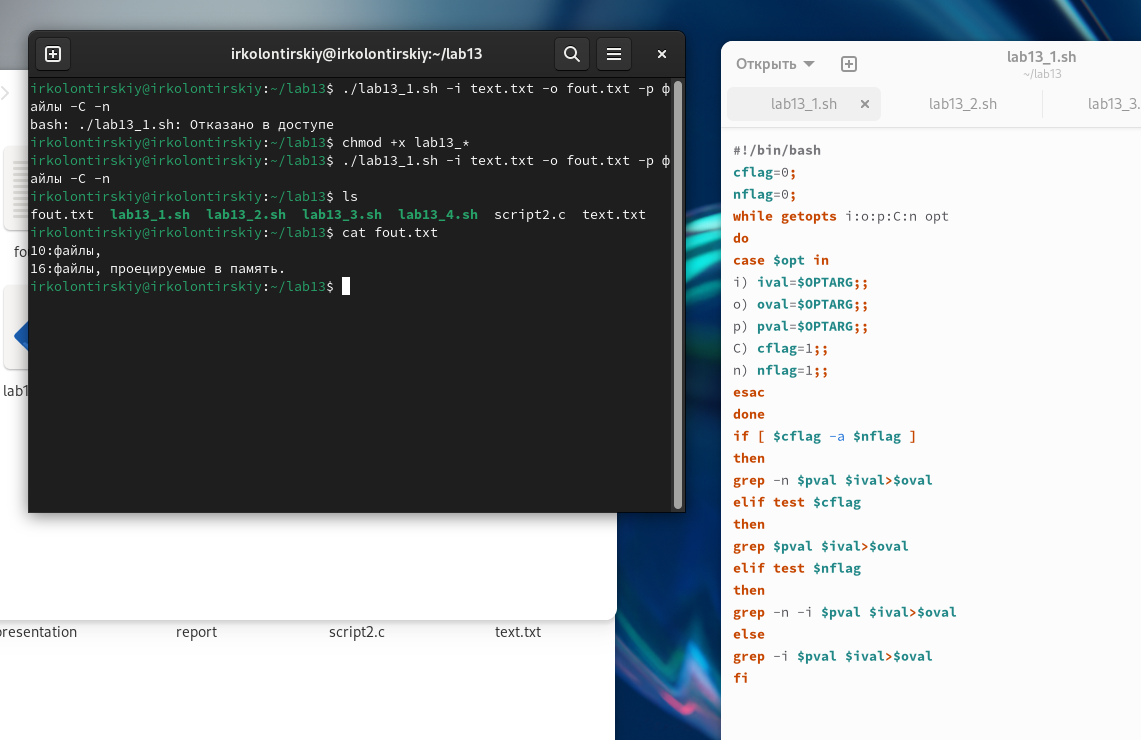 irkolontirskiy@irkolontirskiy:~/lab13
irkolontirskiy@irkolontirskiy:~/lab13$ ./lab13_1.sh -i text.txt -o fout.txt -p ф
айлы -C -n
bash: ./lab13_1.sh: Отказано в доступе
irkolontirskiy@irkolontirskiy:~/lab13$ chmod +x lab13_*
irkolontirskiy@irkolontirskiy:~/lab13$ ./lab13_1.sh -i text.txt -o fout.txt -p ф
айлы -C -n
irkolontirskiy@irkolontirskiy:~/lab13$ ls
fout.txt lab13_1.sh lab13_2.sh lab13_3.sh lab13_4.sh script2.c text.txt
irkolontirskiy@irkolontirskiy:~/lab13$ cat fout.txt
10:файлы,
16:файлы, проецируемые в память.
irkolontirskiy@irkolontirskiy:~/lab13$
fo
lab1
presentation report script2.c text.txt
Открыть
lab13_1.sh
~/lab13
lab13_1.sh lab13_2.sh lab13_3.
#!/bin/bash
cflag=0;
nflag=0;
while getopts i:o:p:C:n opt
do
case $opt in
i) ival=$OPTARG;;
o) oval=$OPTARG;;
p) pval=$OPTARG;;
C) cflag=1;;
n) nflag=1;;
esac
done
if [ $cflag -a $nflag ]
then
grep -n $pval $ival>$oval
elif test $cflag
then
grep $pval $ival>$oval
elif test $nflag
then
grep -n -i $pval $ival>$oval
else
grep -i $pval $ival>$oval
fi